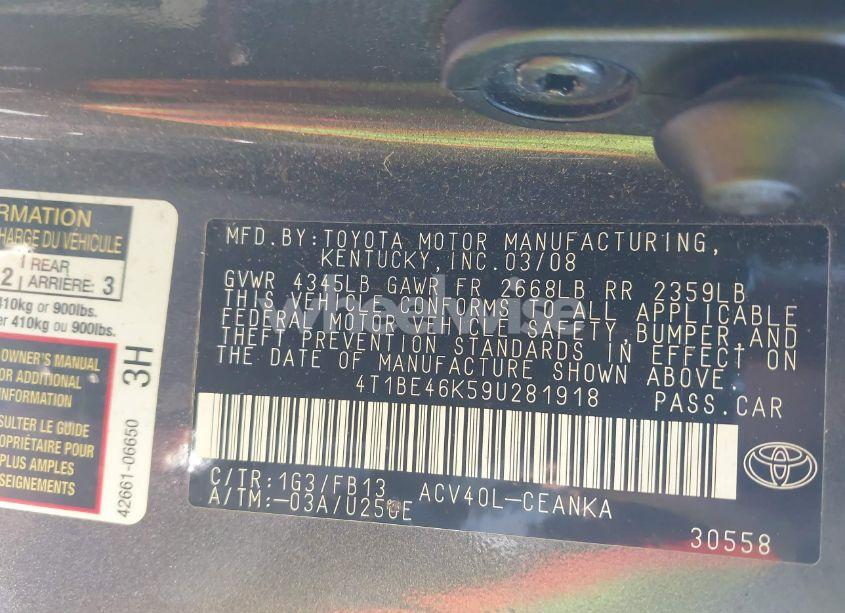 RMATION
CHARGE DU VÉHICULE
2 | REAR
ARRIÈRE: 3
410kg or 900lbs.
er 410kg ou 900lbs.
OWNER'S MANUAL
OR ADDITIONAL
INFORMATION
SULTER LE GUIDE
OPRIÉTAIRE POUR
PLUS AMPLES
SEIGNEMENTS
3H
42661-06650
MFD.BY:TOYOTA MOTOR MANUFACTURING,
KENTUCKY, INC.03/08
GVWR 4345LB GAWR FR 2668LB RR 2359LB
THIS VEHICLE CONFORMS TO ALL APPLICABLE
FEDERAL MOTOR VEHICLE SAFETY, BUMPER, AND
THEFT PREVENTION STANDARDS IN EFFECT ON
THE DATE OF MANUFACTURE SHOWN ABOVE.
4T1BE46K59U281918 PASS.CAR
C/TR:1G3/FB13 ACV40L-CEANKA
A/TM:-03A/U250E
30558
wheelwise